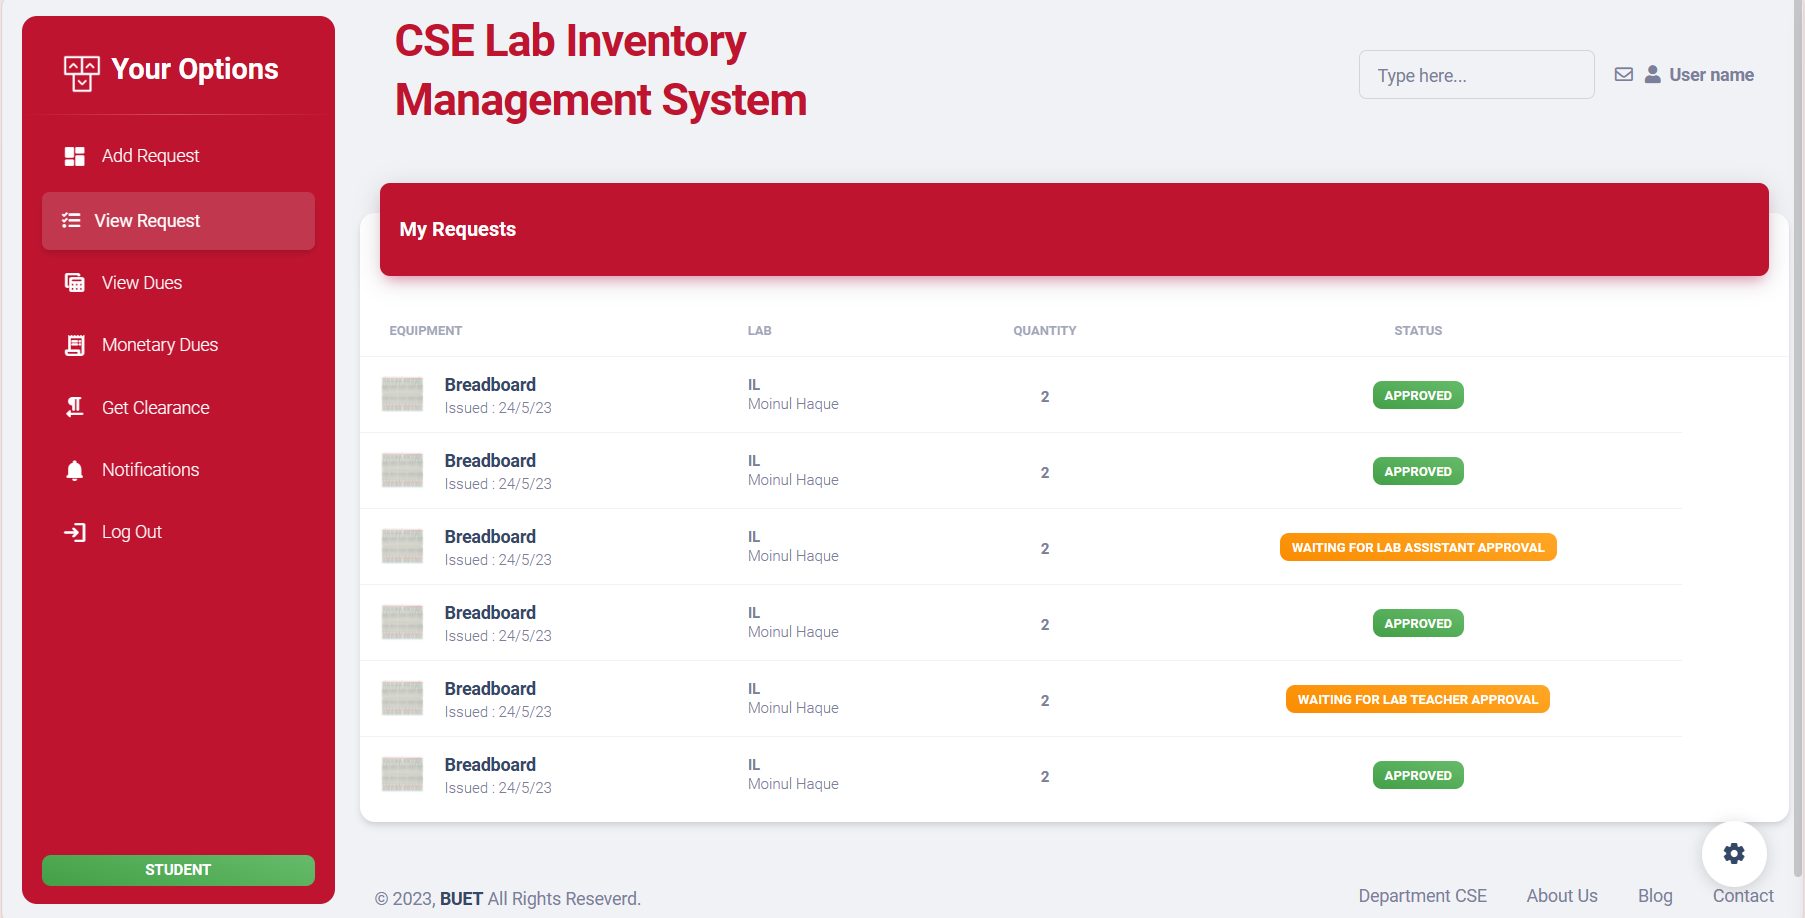 Your Options
Add Request
View Request
View Dues
Monetary Dues
Get Clearance
Notifications
Log Out
STUDENT
CSE Lab Inventory
Management System
Type here...
User name
My Requests
EQUIPMENT LAB QUANTITY STATUS
Breadboard
Issued : 24/5/23
IL
Moinul Haque
2
APPROVED
Breadboard
Issued : 24/5/23
IL
Moinul Haque
2
APPROVED
Breadboard
Issued : 24/5/23
IL
Moinul Haque
2
WAITING FOR LAB ASSISTANT APPROVAL
Breadboard
Issued : 24/5/23
IL
Moinul Haque
2
APPROVED
Breadboard
Issued : 24/5/23
IL
Moinul Haque
2
WAITING FOR LAB TEACHER APPROVAL
Breadboard
Issued : 24/5/23
IL
Moinul Haque
2
APPROVED
© 2023, BUET All Rights Reseverd.
Department CSE About Us Blog Contact